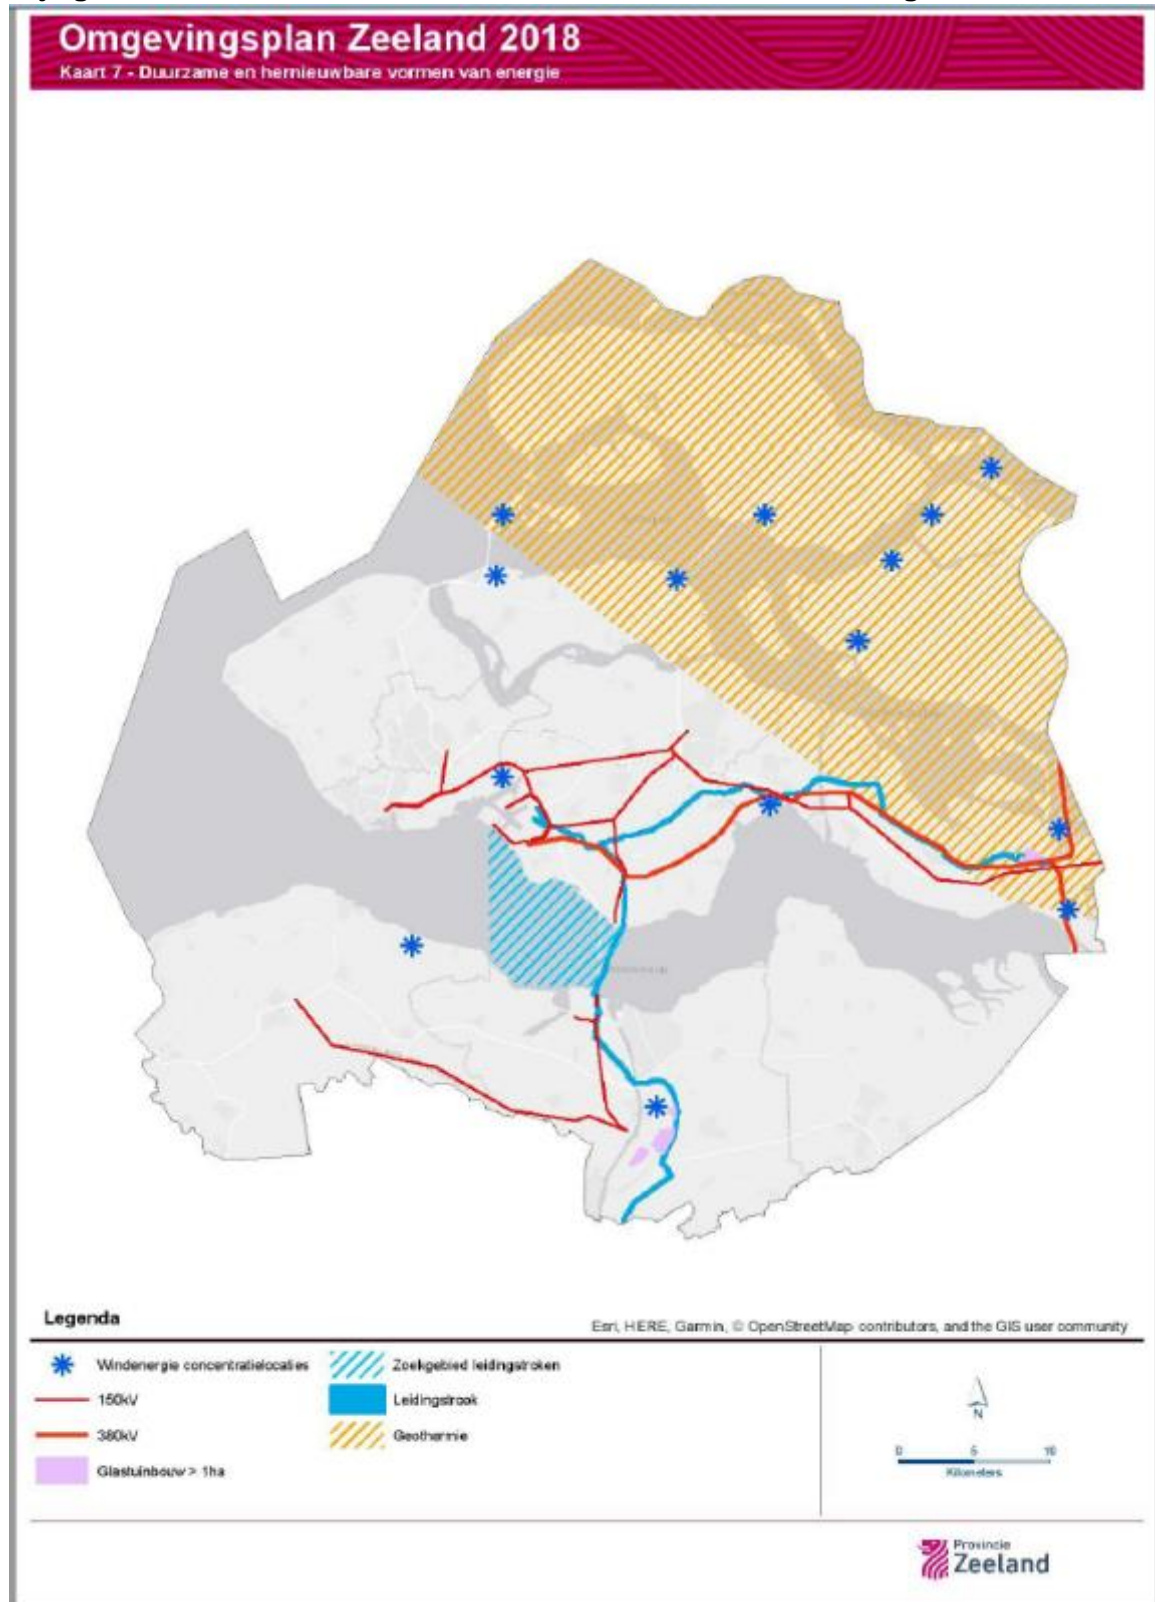 Omgevingsplan Zeeland 2018
Kaart 7 - Duurzame en hernieuwbare vormen van energie
Legenda
Esri, HERE, Garmin, © OpenStreetMap contributors, and the GIS user community
Windenergie concentratielocaties
150kV
380kV
Glastuinbouw > 1ha
Zoekgebied leidingstroken
Leidingstrook
Geothermie
N
0 5 10
Kilometers
Provincie
Zeeland